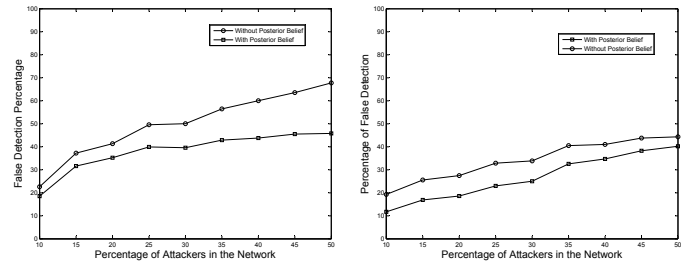 100
90
80
70
60
50
40
30
20
10
0
False Detection Percentage
Without Posterior Belief
With Posterior Belief
10 15 20 25 30 35 40 45 50
Percentage of Attackers in the Network
100
90
80
70
60
50
40
30
20
10
0
Percentage of False Detection
With Posterior Belief
Without Posterior Belief
10 15 20 25 30 35 40 45 50
Percentage of Attackers in the Network